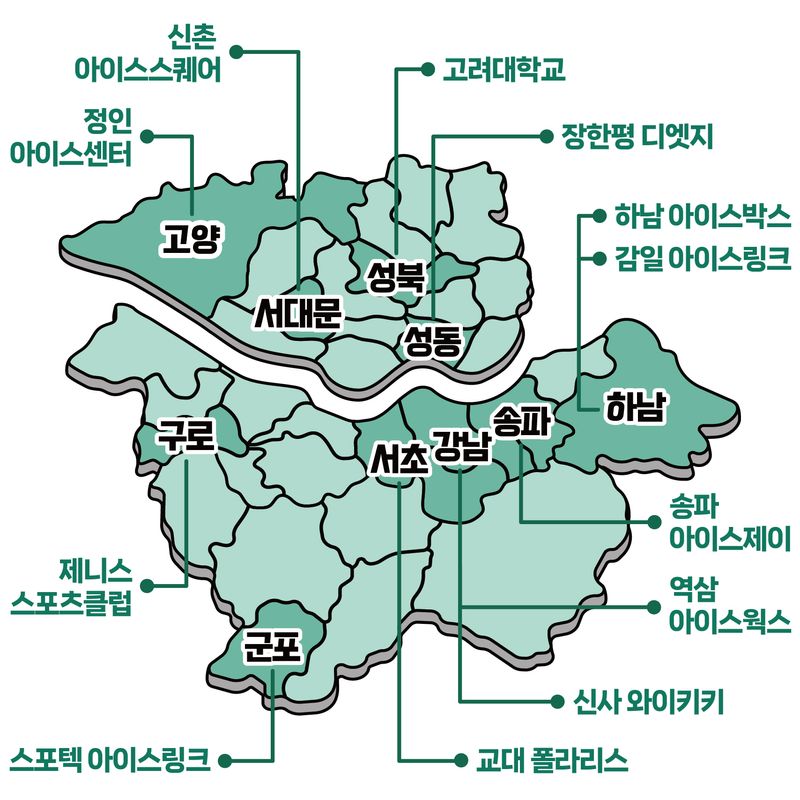 신촌
아이스스퀘어
고려대학교
정인
아이스센터
장한평 디엣지
하남 아이스박스
감일 아이스링크
고양
성북
서대문
성동
하남
송파
구로
강남
서초
송파
아이스제이
제니스
스포츠클럽
역삼
아이스웍스
군포
신사 와이키키
스포텍 아이스링크
교대 폴라리스